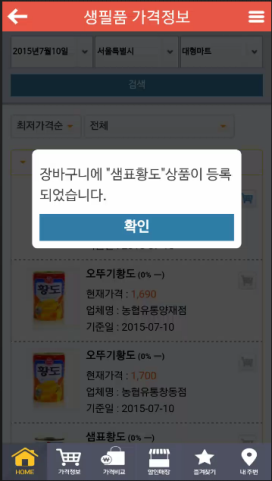 생필품 가격정보
2015년7월10일 서울특별시 대형마트
검색
최저가격순 전체
장바구니에 "샘표황도"상품이 등록
되었습니다.
확인
2015-07-10
오뚜기황도 (0% —)
현재가격 : 1,690
업체명 : 농협유통양재점
기준일 : 2015-07-10
오뚜기황도 (0% —)
현재가격 : 1,700
업체명 : 농협유통창동점
기준일 : 2015-07-10
샘표황도 (0% —)
HOME 가격정보 가격비교 할인매장 즐겨찾기 내 주변